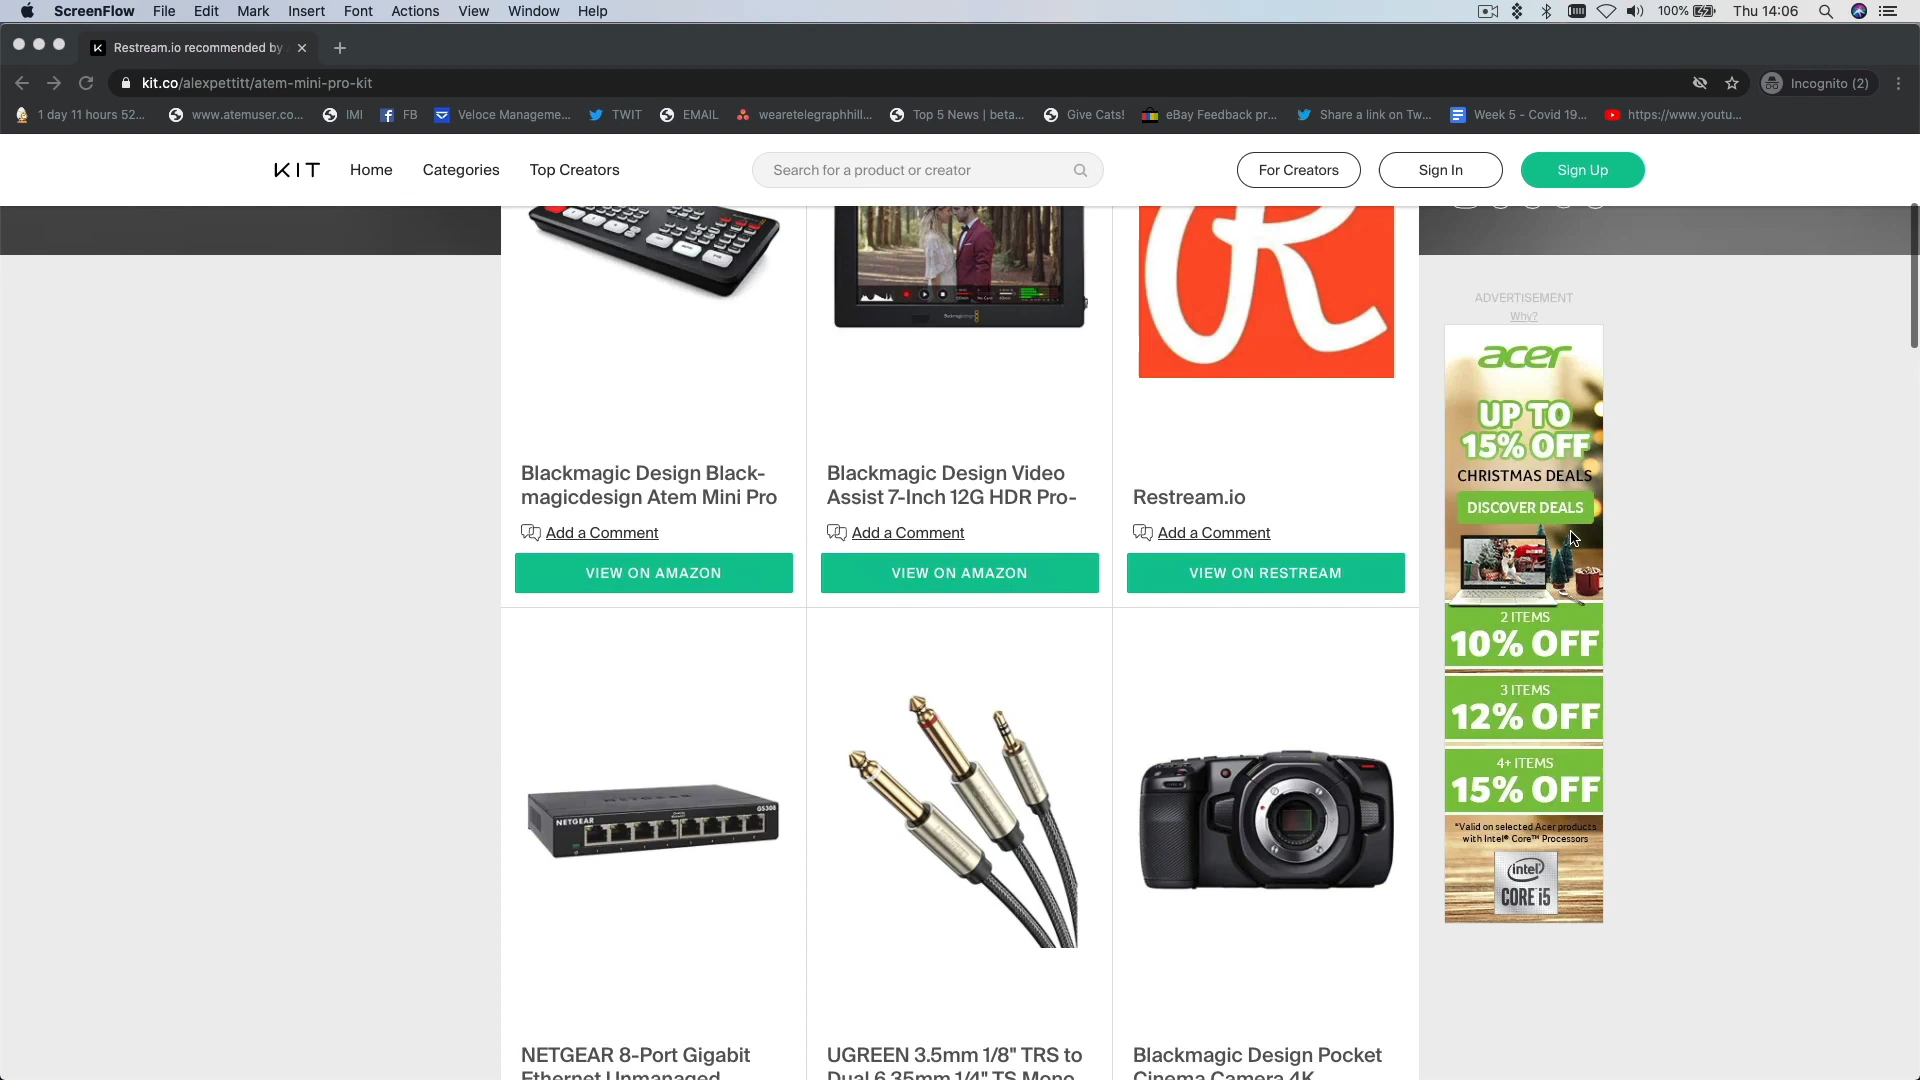 ScreenFlow File Edit Mark Insert Font Actions View Window Help 100% Thu 14:06
Restream.io recommended by
kit.co/alexpettitt/atem-mini-pro-kit Incognito (2)
1 day 11 hours 52... www.atemuser.co... IMI FB Veloce Manageme... TWIT EMAIL wearetelegraphhill... Top 5 News | beta... Give Cats! eBay Feedback pr... Share a link on Tw... Week 5 - Covid 19... https://www.youtu...
KIT Home Categories Top Creators Search for a product or creator For Creators Sign In Sign Up
ADVERTISEMENT
Why?
acer
UP TO
15% OFF
CHRISTMAS DEALS
DISCOVER DEALS
2 ITEMS
10% OFF
3 ITEMS
12% OFF
4+ ITEMS
15% OFF
*Valid on selected Acer products
with Intel® Core™ Processors
intel
CORE i5
Blackmagic Design Black-
magicdesign Atem Mini Pro
Add a Comment
VIEW ON AMAZON
Blackmagic Design Video
Assist 7-Inch 12G HDR Pro-
Add a Comment
VIEW ON AMAZON
Restream.io
Add a Comment
VIEW ON RESTREAM
NETGEAR
GS308
NETGEAR 8-Port Gigabit
Ethernet Unmanaged
UGREEN 3.5mm 1/8" TRS to
Dual 6.35mm 1/4" TS Mono
Blackmagic Design Pocket
Cinema Camera 4K